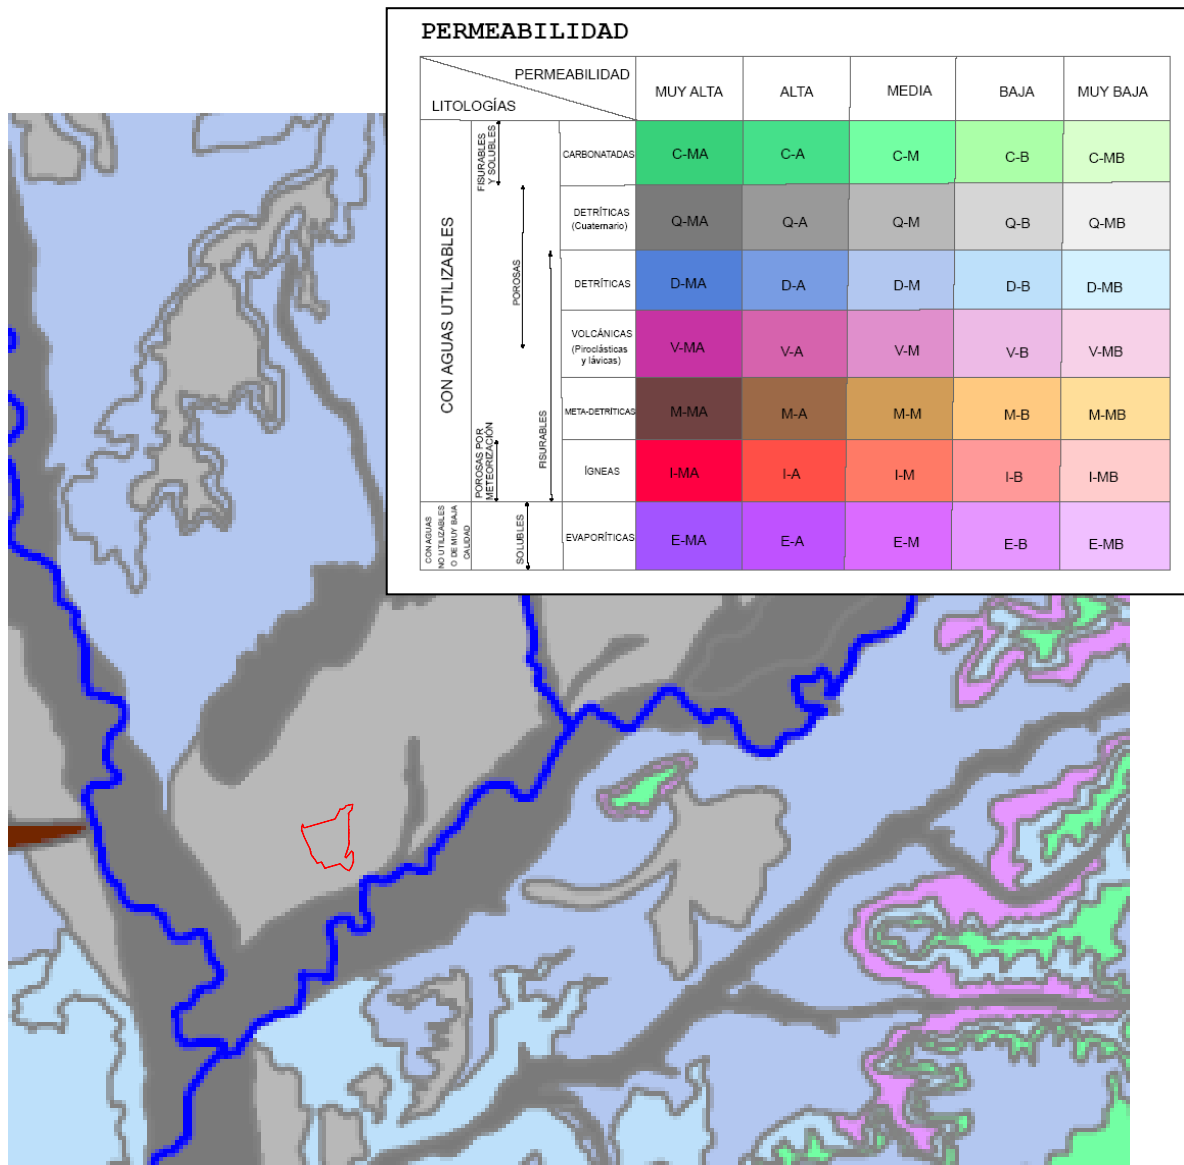 PERMEABILIDAD
PERMEABILIDAD
LITOLOGÍAS
MUY ALTA
ALTA
MEDIA
BAJA
MUY BAJA
CON AGUAS UTILIZABLES
FISURABLES
Y SOLUBLES
POROSAS
FISURABLES
POROSAS POR
METEORIZACIÓN
CARBONATADAS
C-MA
C-A
C-M
C-B
C-MB
DETRÍTICAS
(Cuaternario)
Q-MA
Q-A
Q-M
Q-B
Q-MB
DETRÍTICAS
D-MA
D-A
D-M
D-B
D-MB
VOLCÁNICAS
(Piroclásticas
y lávicas)
V-MA
V-A
V-M
V-B
V-MB
META-DETRÍTICAS
M-MA
M-A
M-M
M-B
M-MB
ÍGNEAS
I-MA
I-A
I-M
I-B
I-MB
CON AGUAS
NO UTILIZABLES
O DE MUY BAJA
CALIDAD
SOLUBLES
EVAPORÍTICAS
E-MA
E-A
E-M
E-B
E-MB